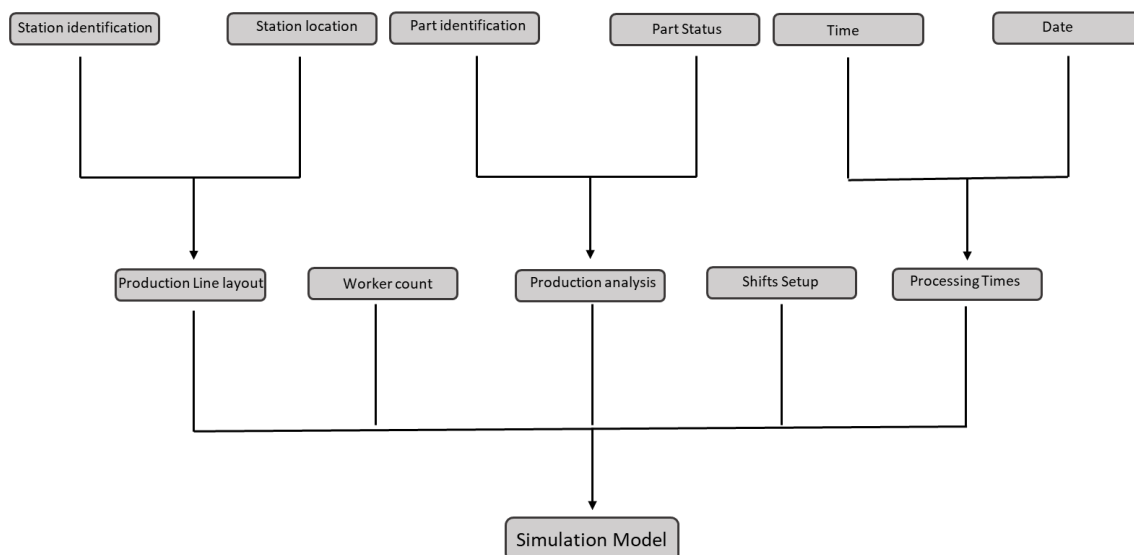 Station identification
Station location
Part identification
Part Status
Time
Date
Production Line layout
Worker count
Production analysis
Shifts Setup
Processing Times
Simulation Model